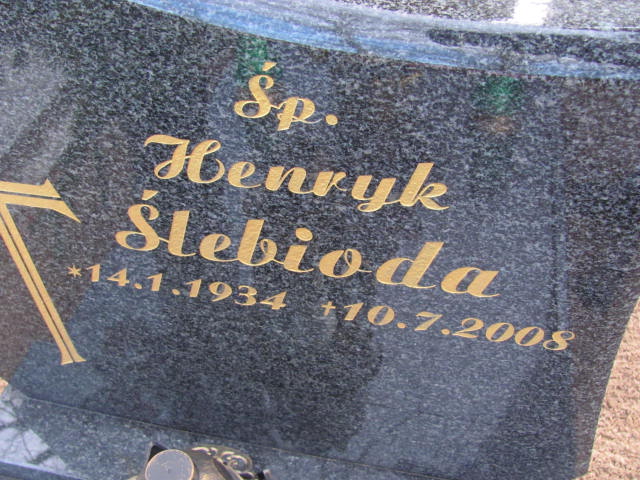 Śp.
Henryk
Ślebioda
*14.1.1934 †10.7.2008